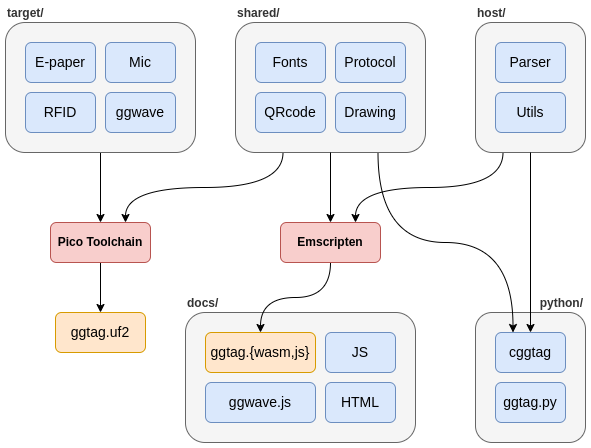 target/
shared/
host/
E-paper
Mic
Fonts
Protocol
Parser
RFID
ggwave
QRcode
Drawing
Utils
Pico Toolchain
Emscripten
docs/
python/
ggtag.uf2
ggtag.{wasm,js}
JS
cggtag
ggwave.js
HTML
ggtag.py